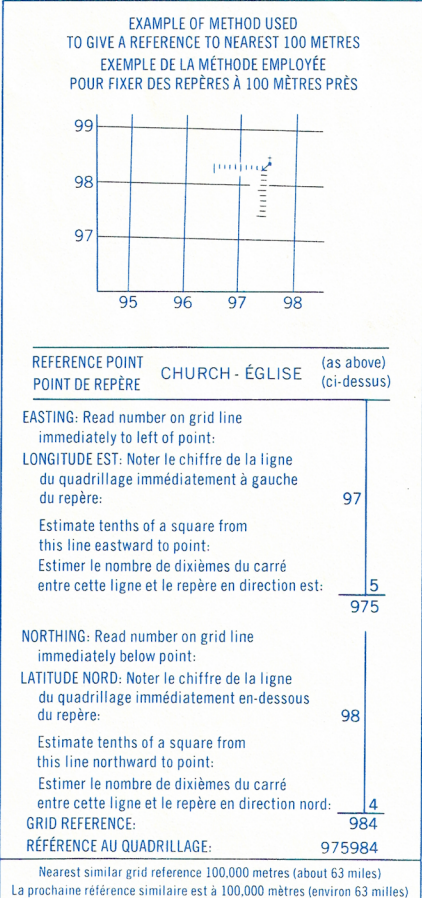 EXAMPLE OF METHOD USED
TO GIVE A REFERENCE TO NEAREST 100 METRES
EXEMPLE DE LA MÉTHODE EMPLOYÉE
POUR FIXER DES REPÈRES À 100 MÈTRES PRÈS
99
98
97
95 96 97 98
REFERENCE POINT
POINT DE REPÈRE
CHURCH - ÉGLISE
(as above)
(ci-dessus)
EASTING: Read number on grid line
immediately to left of point:
LONGITUDE EST: Noter le chiffre de la ligne
du quadrillage immédiatement à gauche
du repère: 97
Estimate tenths of a square from
this line eastward to point:
Estimer le nombre de dixièmes du carré
entre cette ligne et le repère en direction est: 5
975
NORTHING: Read number on grid line
immediately below point:
LATITUDE NORD: Noter le chiffre de la ligne
du quadrillage immédiatement en-dessous
du repère: 98
Estimate tenths of a square from
this line northward to point:
Estimer le nombre de dixièmes du carré
entre cette ligne et le repère en direction nord: 4
GRID REFERENCE: 984
RÉFÉRENCE AU QUADRILLAGE: 975984
Nearest similar grid reference 100,000 metres (about 63 miles)
La prochaine référence similaire est à 100,000 mètres (environ 63 milles)